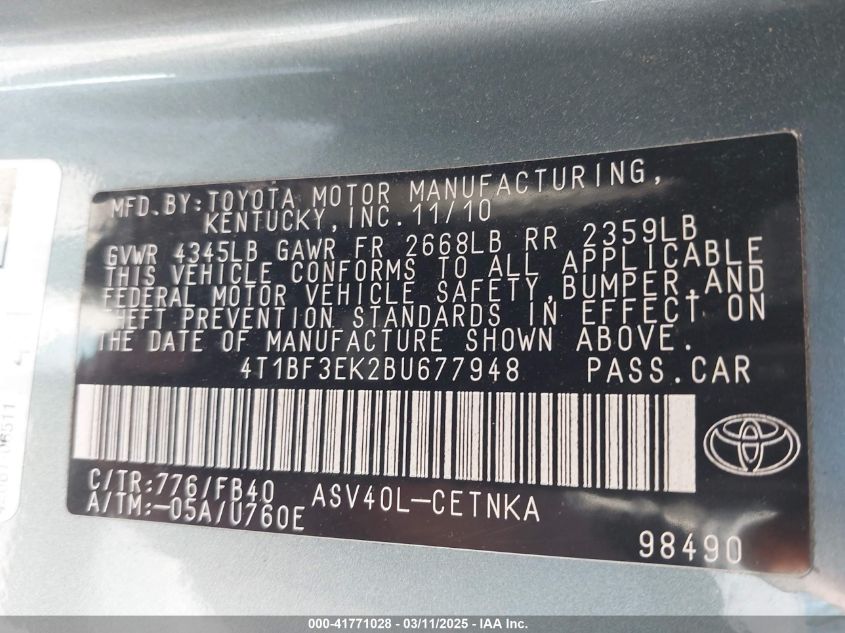 MFD.BY:TOYOTA MOTOR MANUFACTURING,
KENTUCKY,INC.11/10
GVWR 4345LB GAWR FR 2668LB RR 2359LB
THIS VEHICLE CONFORMS TO ALL APPLICABLE
FEDERAL MOTOR VEHICLE SAFETY,BUMPER,AND
THEFT PREVENTION STANDARDS IN EFFECT ON
THE DATE OF MANUFACTURE SHOWN ABOVE.
4T1BF3EK2BU677948 PASS.CAR
C/TR:776/FB40 ASV40L-CETNKA
A/TM:-05A/U760E
98490
000-41771028 - 03/11/2025 - IAA Inc.